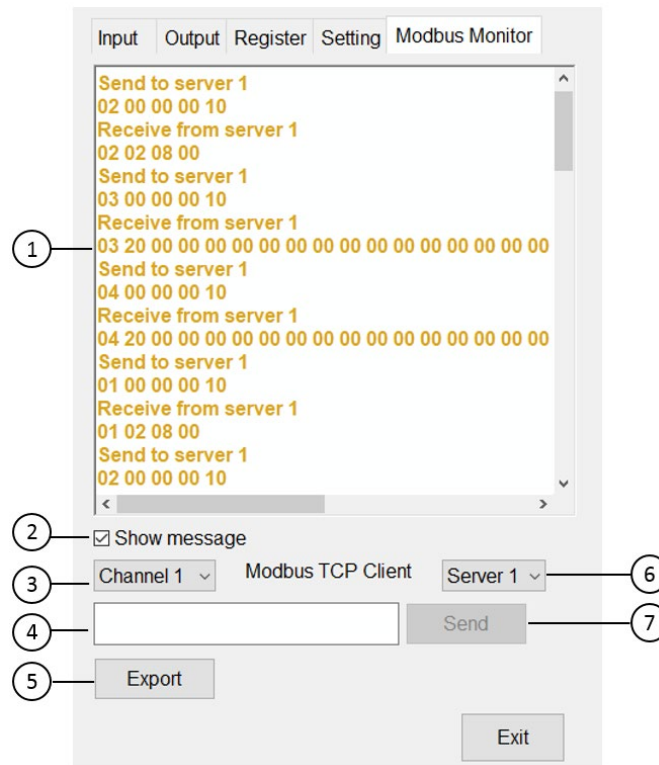 Input Output Register Setting Modbus Monitor
Send to server 1
02 00 00 00 10
Receive from server 1
02 02 08 00
Send to server 1
03 00 00 00 10
Receive from server 1
1
03 20 00 00 00 00 00 00 00 00 00 00 00 00 00 00 00
Send to server 1
04 00 00 00 10
Receive from server 1
04 20 00 00 00 00 00 00 00 00 00 00 00 00 00 00 00
Send to server 1
01 00 00 00 10
Receive from server 1
01 02 08 00
Send to server 1
02 00 00 00 10
2
Show message
3
Channel 1 Modbus TCP Client Server 1
6
4
Send
7
5
Export
Exit